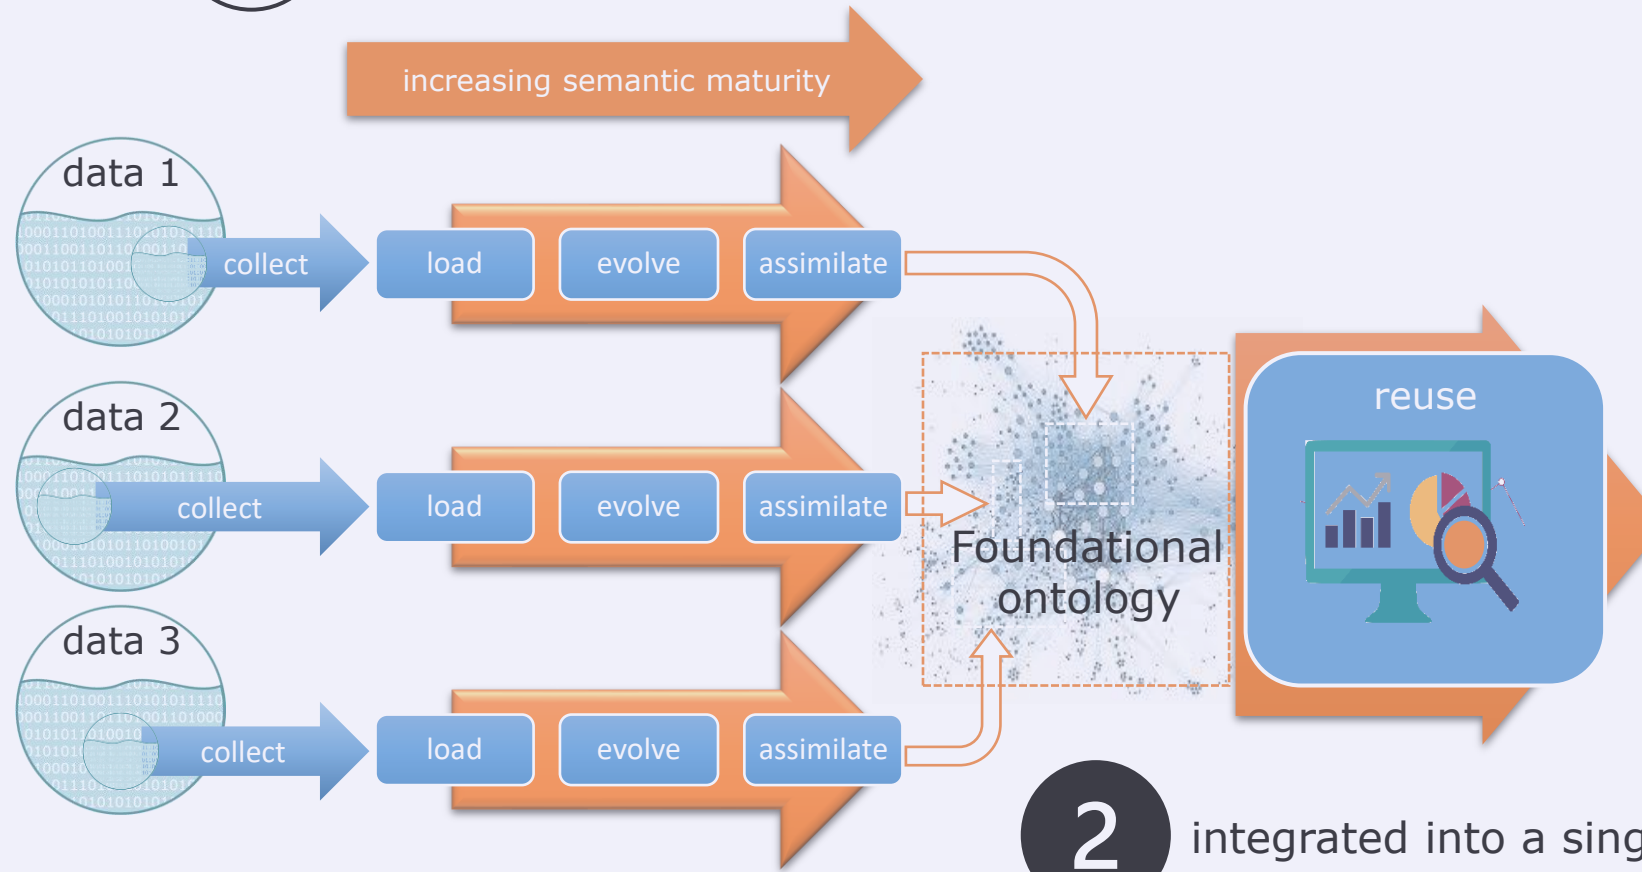 increasing semantic maturity
data 1
collect
load
evolve
assimilate
data 2
collect
load
evolve
assimilate
Foundational
ontology
reuse
data 3
collect
load
evolve
assimilate
2
integrated into a sing